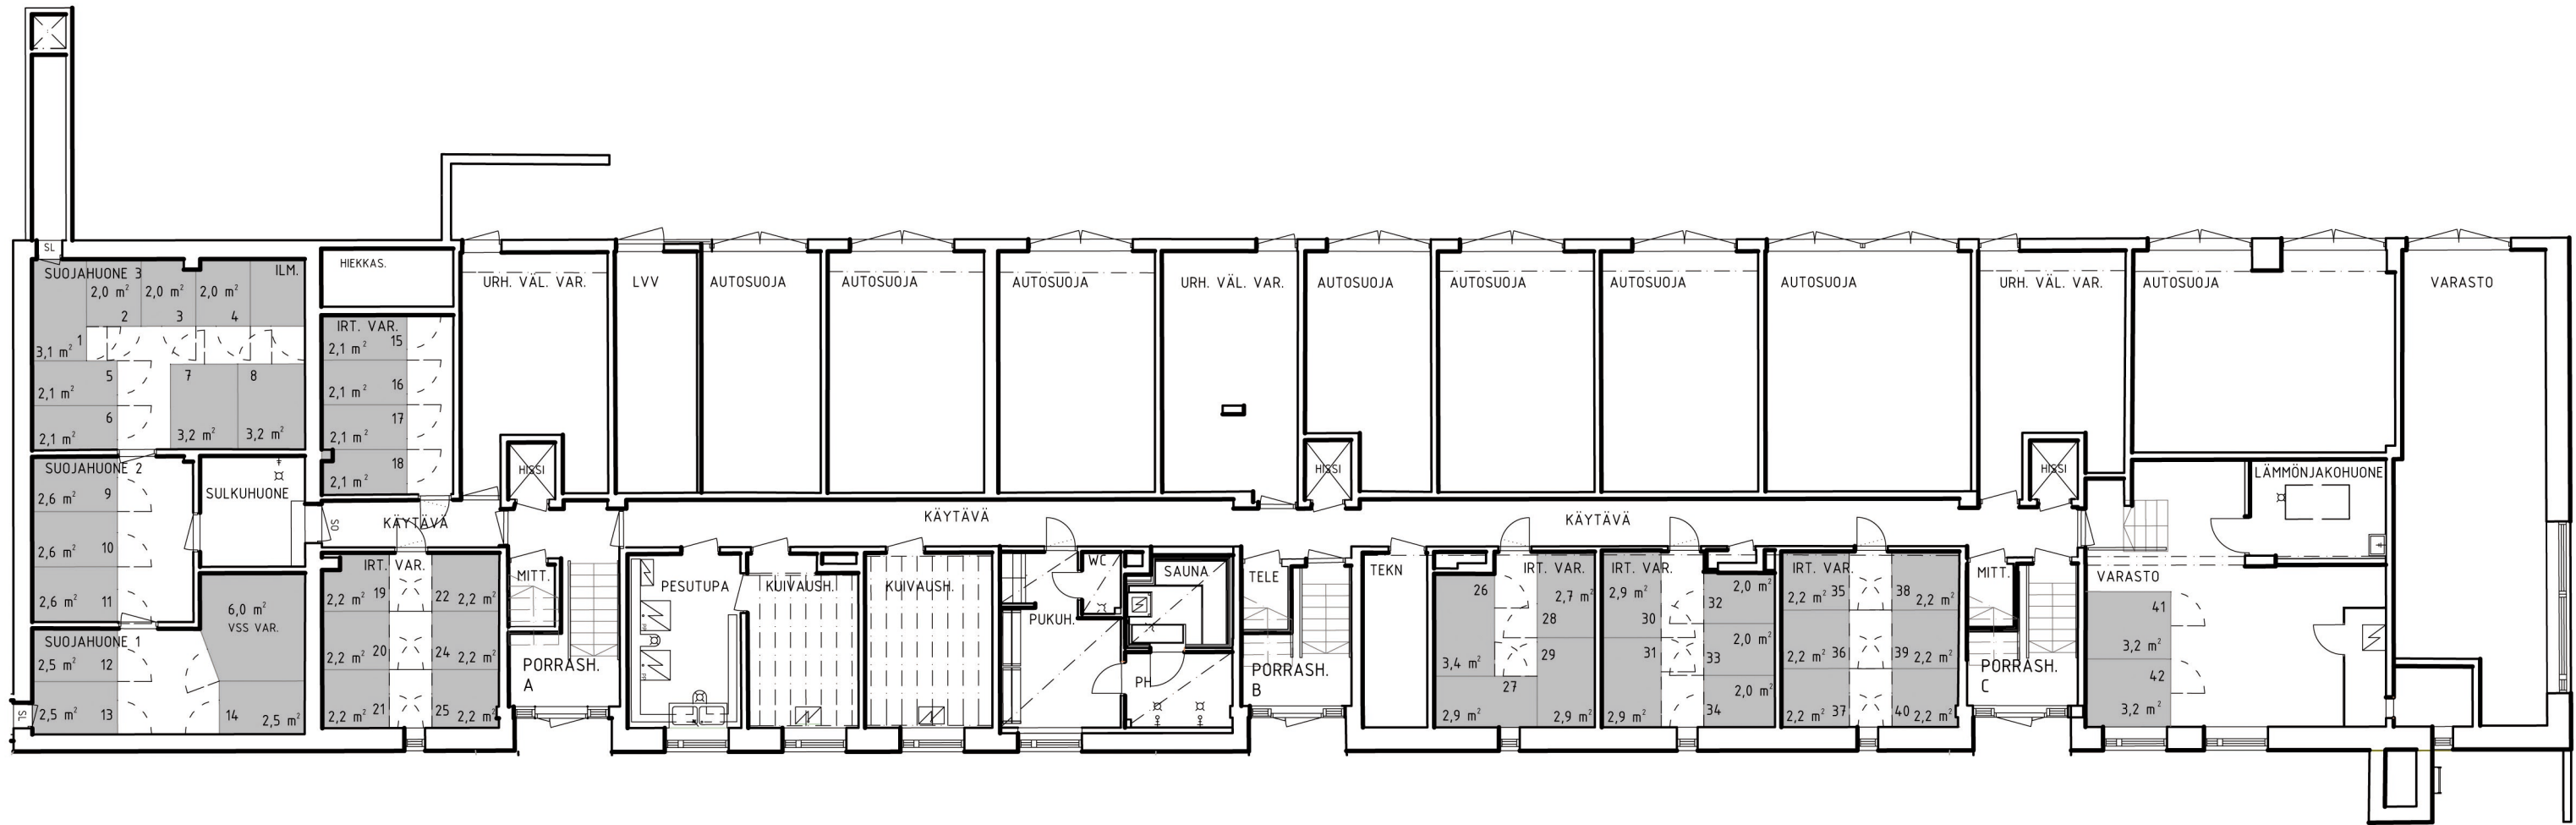 SL
SUOJAHUONE 3
ILM.
2,0 m²
2,0 m²
2,0 m²
2
3
4
1
3,1 m²
5
2,1 m²
6
2,1 m²
7
3,2 m²
8
3,2 m²
HIEKKAS.
IRT. VAR.
15
2,1 m²
16
2,1 m²
17
2,1 m²
18
2,1 m²
URH. VÄL. VAR.
LVV
AUTOSUOJA
AUTOSUOJA
AUTOSUOJA
URH. VÄL. VAR.
AUTOSUOJA
AUTOSUOJA
AUTOSUOJA
AUTOSUOJA
URH. VÄL. VAR.
AUTOSUOJA
VARASTO
HISSI
HISSI
HISSI
SUOJAHUONE 2
9
2,6 m²
10
2,6 m²
11
2,6 m²
SULKUHUONE
SO
KÄYTÄVÄ
KÄYTÄVÄ
KÄYTÄVÄ
LÄMMÖNJAKOHUONE
6,0 m²
VSS VAR.
SUOJAHUONE 1
2,5 m²
12
2,5 m²
13
14
2,5 m²
SL
IRT. VAR.
2,2 m²
19
22
2,2 m²
2,2 m²
20
24
2,2 m²
2,2 m²
21
25
2,2 m²
MITT.
PORRASH.
A
PESUTUPA
KUIVAUSH.
KUIVAUSH.
PUKUH.
WC
SAUNA
PH
TELE
PORRASH.
B
TEKN
26
IRT. VAR.
2,7 m²
28
3,4 m²
29
27
2,9 m²
2,9 m²
IRT. VAR.
2,9 m²
30
32
2,0 m²
31
33
2,0 m²
2,9 m²
34
2,0 m²
IRT. VAR.
2,2 m²
35
38
2,2 m²
2,2 m²
36
39
2,2 m²
2,2 m²
37
40
2,2 m²
MITT.
PORRASH.
C
VARASTO
41
3,2 m²
42
3,2 m²